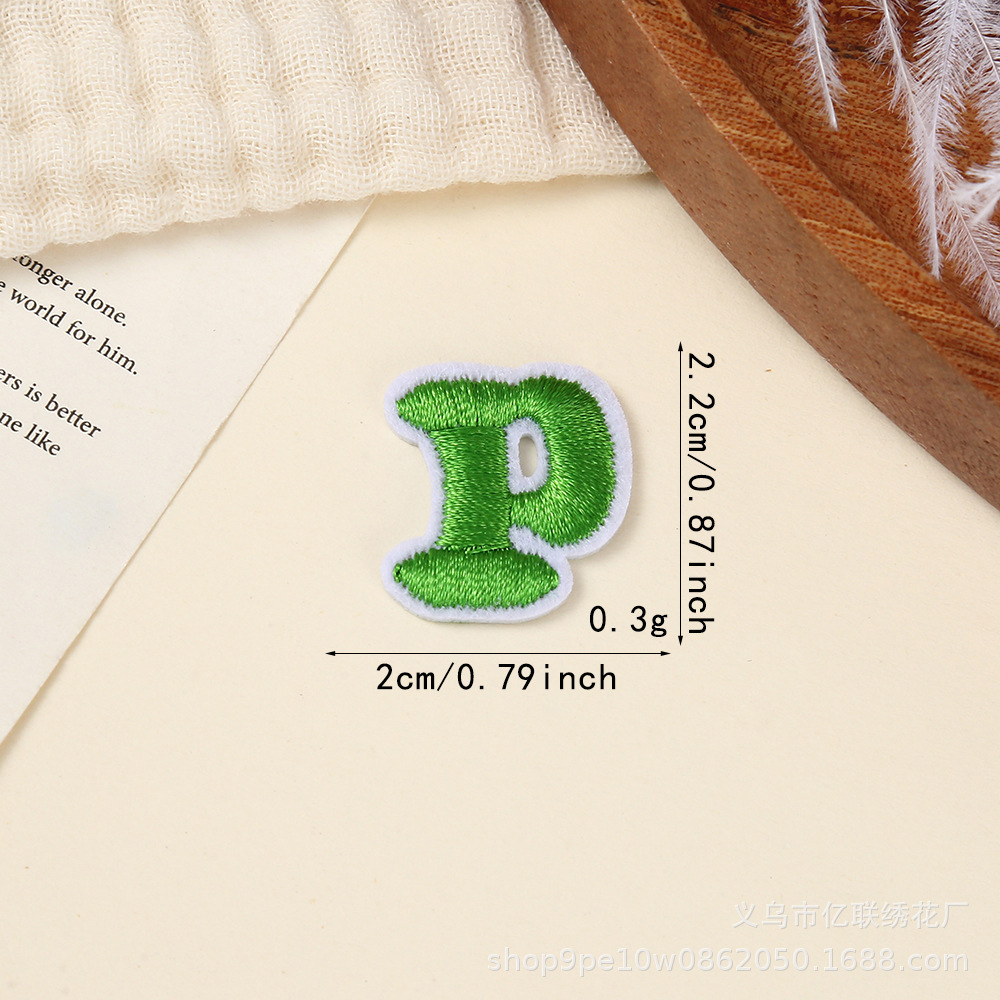 longer alone.
world for him.
ers is better
ne like
P
2.2cm/0.87inch
0.3g
2cm/0.79inch
义乌市亿联绣花厂
shop9pe10w0862050.1688.com